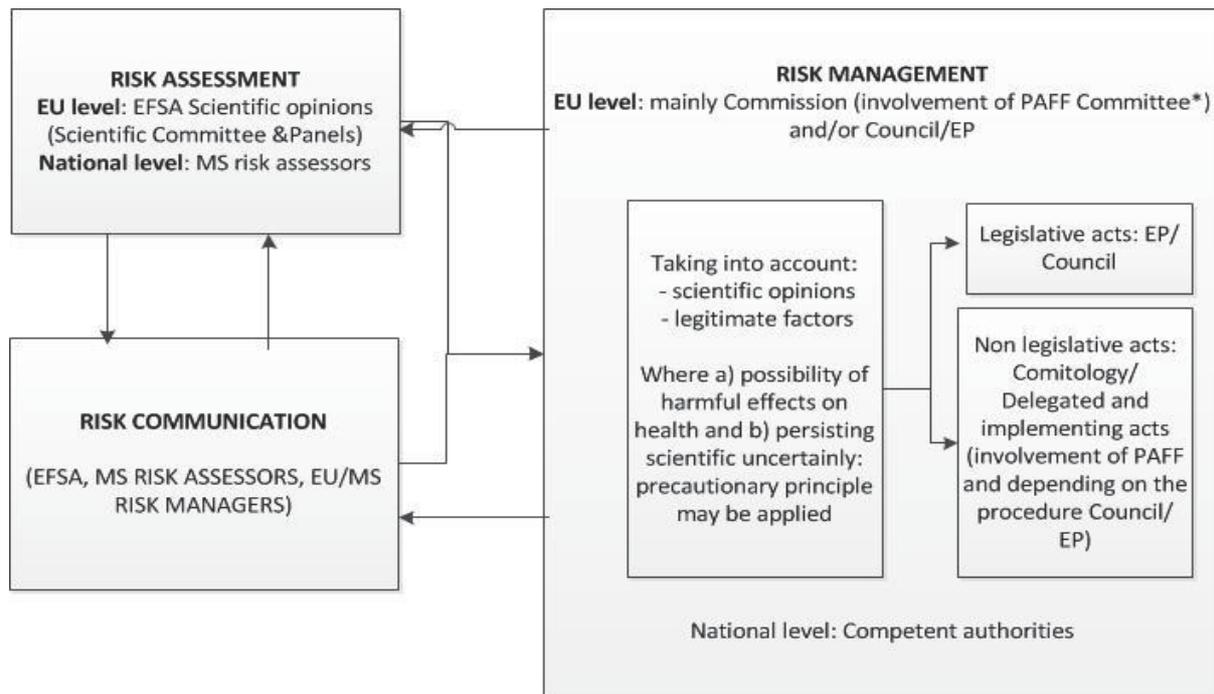 RISK ASSESSMENT
EU level: EFSA Scientific opinions
(Scientific Committee &Panels)
National level: MS risk assessors
RISK COMMUNICATION
(EFSA, MS RISK ASSESSORS, EU/MS
RISK MANAGERS)
RISK MANAGEMENT
EU level: mainly Commission (involvement of PAFF Committee*)
and/or Council/EP
Taking into account:
- scientific opinions
- legitimate factors
Where a) possibility of
harmful effects on
health and b) persisting
scientific uncertainly:
precautionary principle
may be applied
Legislative acts: EP/
Council
Non legislative acts:
Comitology/
Delegated and
implementing acts
(involvement of PAFF
and depending on the
procedure Council/
EP)
National level: Competent authorities